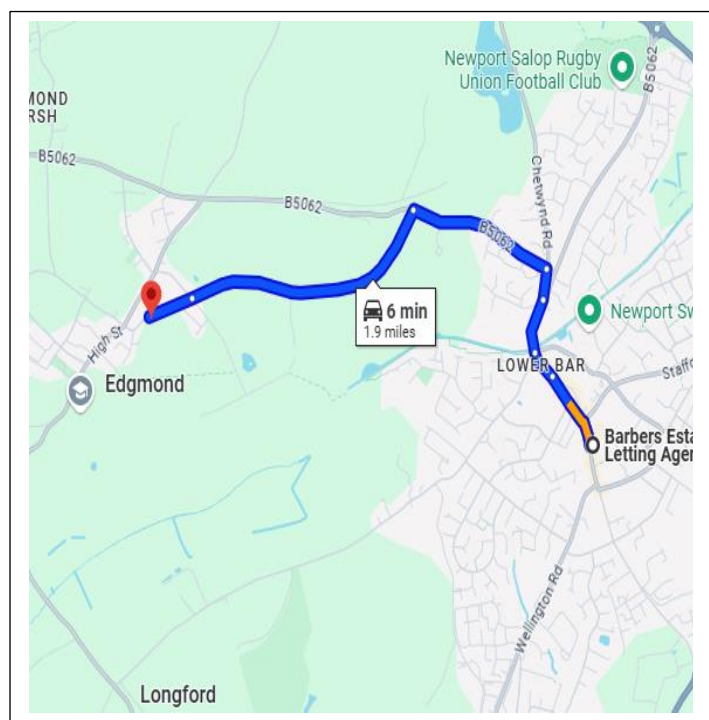 Newport Salop Rugby
Union Football Club
B5062
MOND
RSH
B5062
Chetwynd Rd
B5062
B5062
6 min
1.9 miles
Newport Sw
High St
LOWER BAR
Staffo
Edgmond
Barbers Esta
Letting Ager
Wellington Rd
Longford